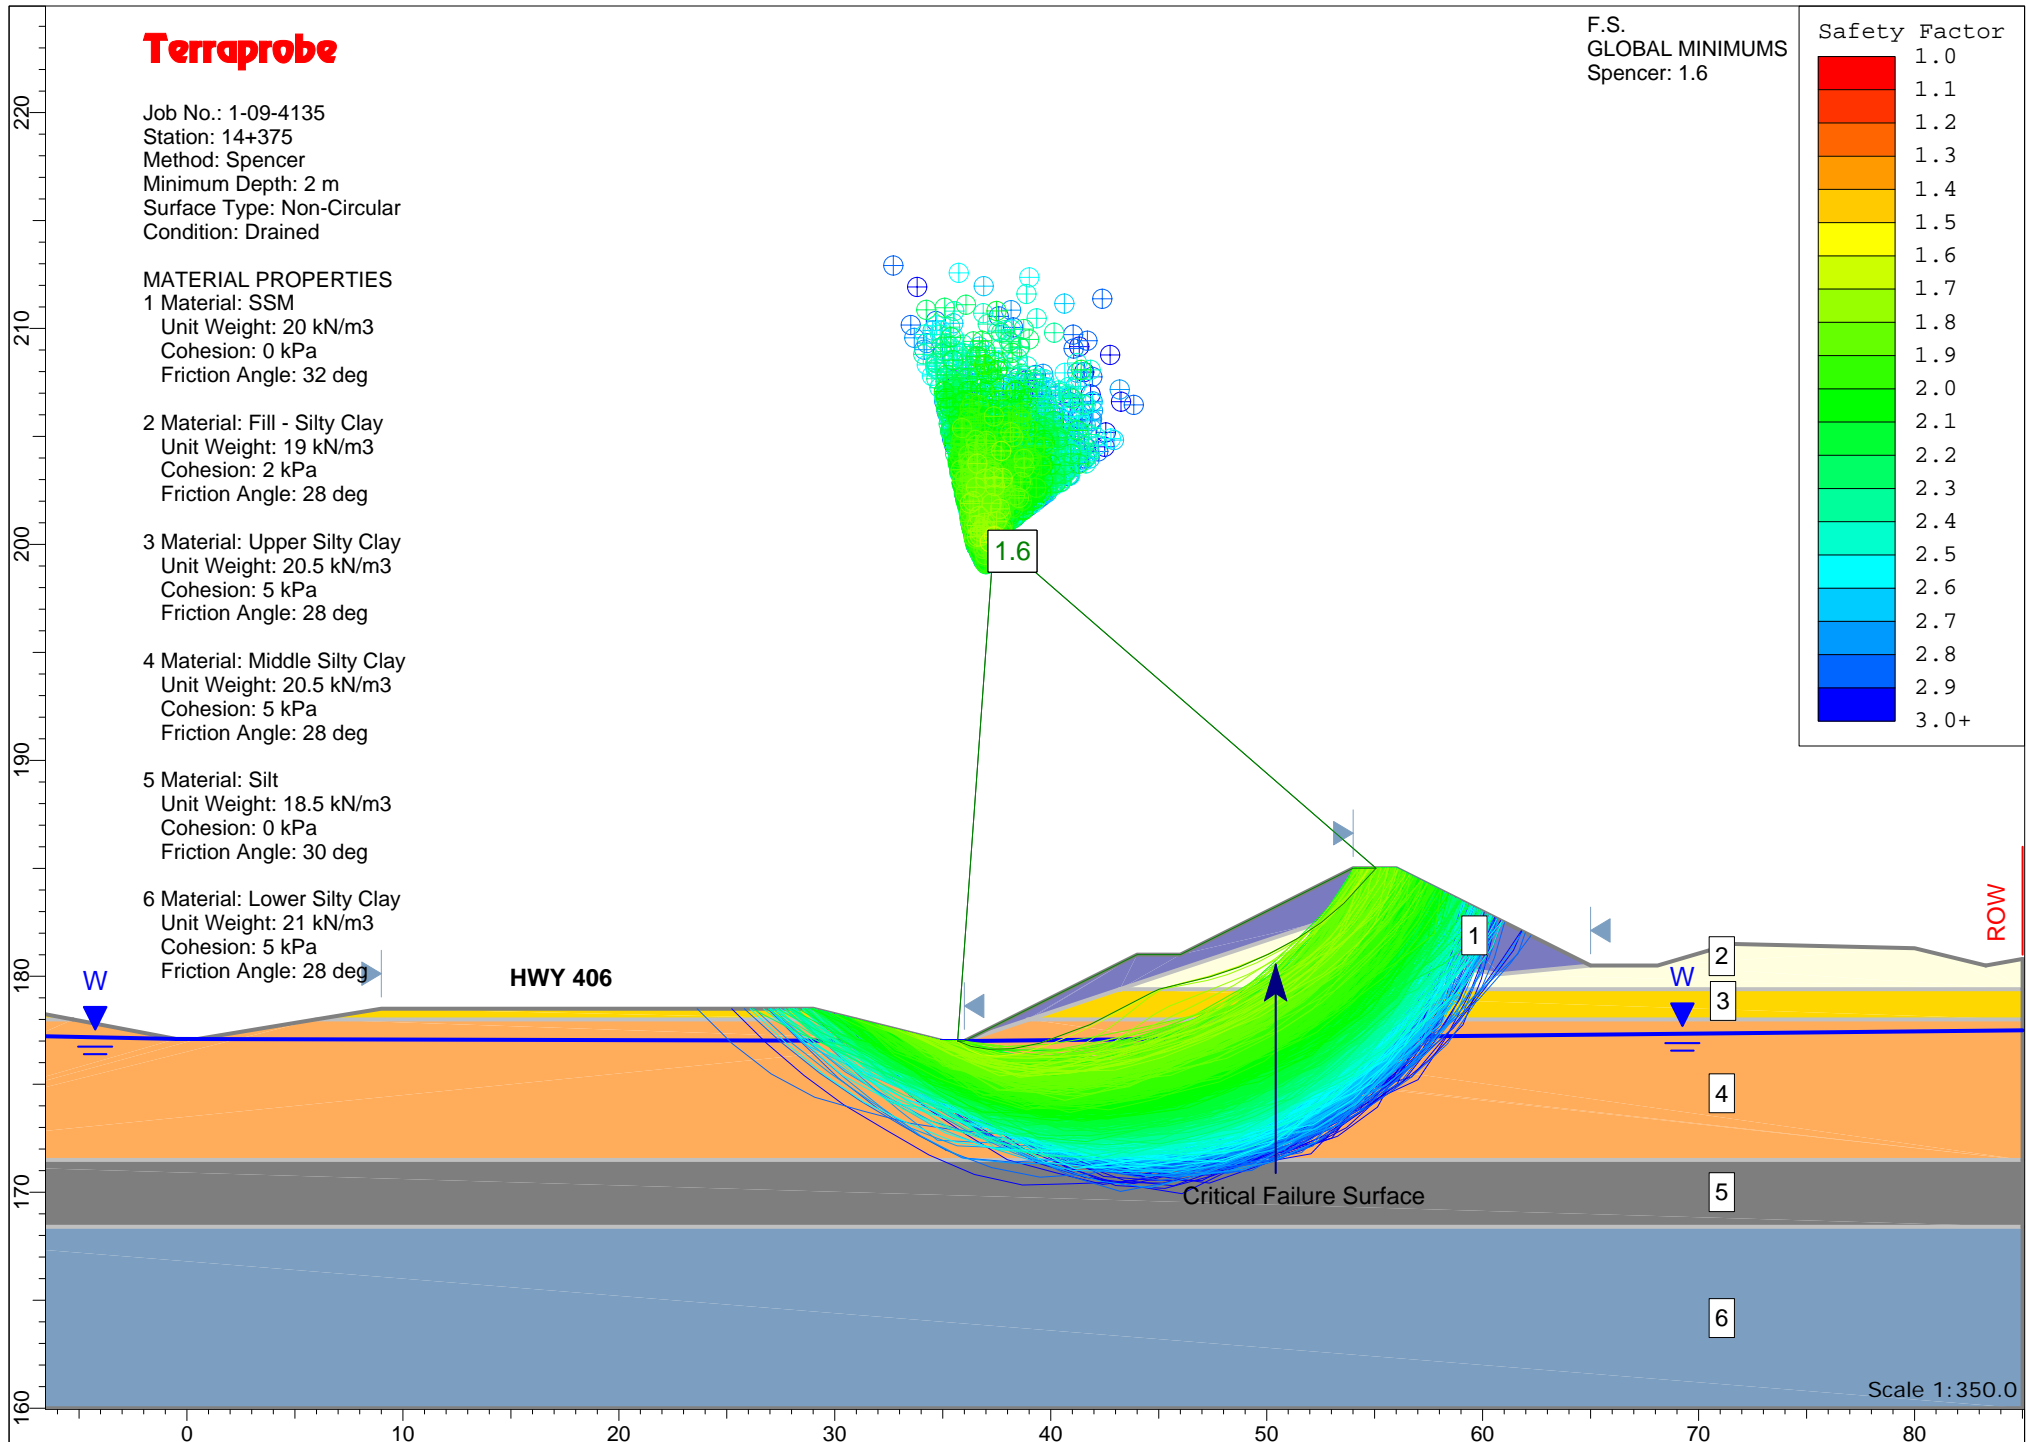 Terraprobe
Job No.: 1-09-4135
Station: 14+375
Method: Spencer
Minimum Depth: 2 m
Surface Type: Non-Circular
Condition: Drained
MATERIAL PROPERTIES
1 Material: SSM
Unit Weight: 20 kN/m3
Cohesion: 0 kPa
Friction Angle: 32 deg
2 Material: Fill - Silty Clay
Unit Weight: 19 kN/m3
Cohesion: 2 kPa
Friction Angle: 28 deg
3 Material: Upper Silty Clay
Unit Weight: 20.5 kN/m3
Cohesion: 5 kPa
Friction Angle: 28 deg
4 Material: Middle Silty Clay
Unit Weight: 20.5 kN/m3
Cohesion: 5 kPa
Friction Angle: 28 deg
5 Material: Silt
Unit Weight: 18.5 kN/m3
Cohesion: 0 kPa
Friction Angle: 30 deg
6 Material: Lower Silty Clay
Unit Weight: 21 kN/m3
Cohesion: 5 kPa
Friction Angle: 28 deg
F.S.
GLOBAL MINIMUMS
Spencer: 1.6
Safety Factor
1.0
1.1
1.2
1.3
1.4
1.5
1.6
1.7
1.8
1.9
2.0
2.1
2.2
2.3
2.4
2.5
2.6
2.7
2.8
2.9
3.0+
1.6
W
HWY 406
1
2
W
3
4
5
6
ROW
Critical Failure Surface
Scale 1:350.0
220
210
200
190
180
170
160
0
10
20
30
40
50
60
70
80